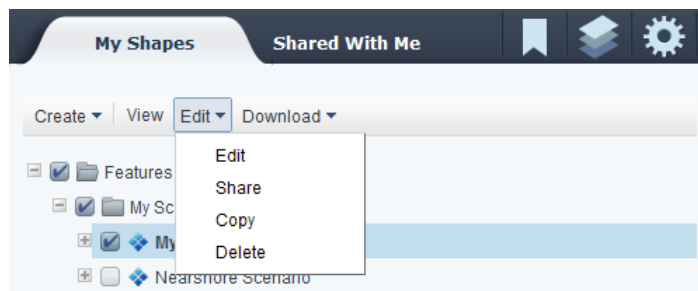 My Shapes Shared With Me
Create View Edit Download
Edit
Features
Share
My Sc
Copy
My
Delete
Nearshore Scenario